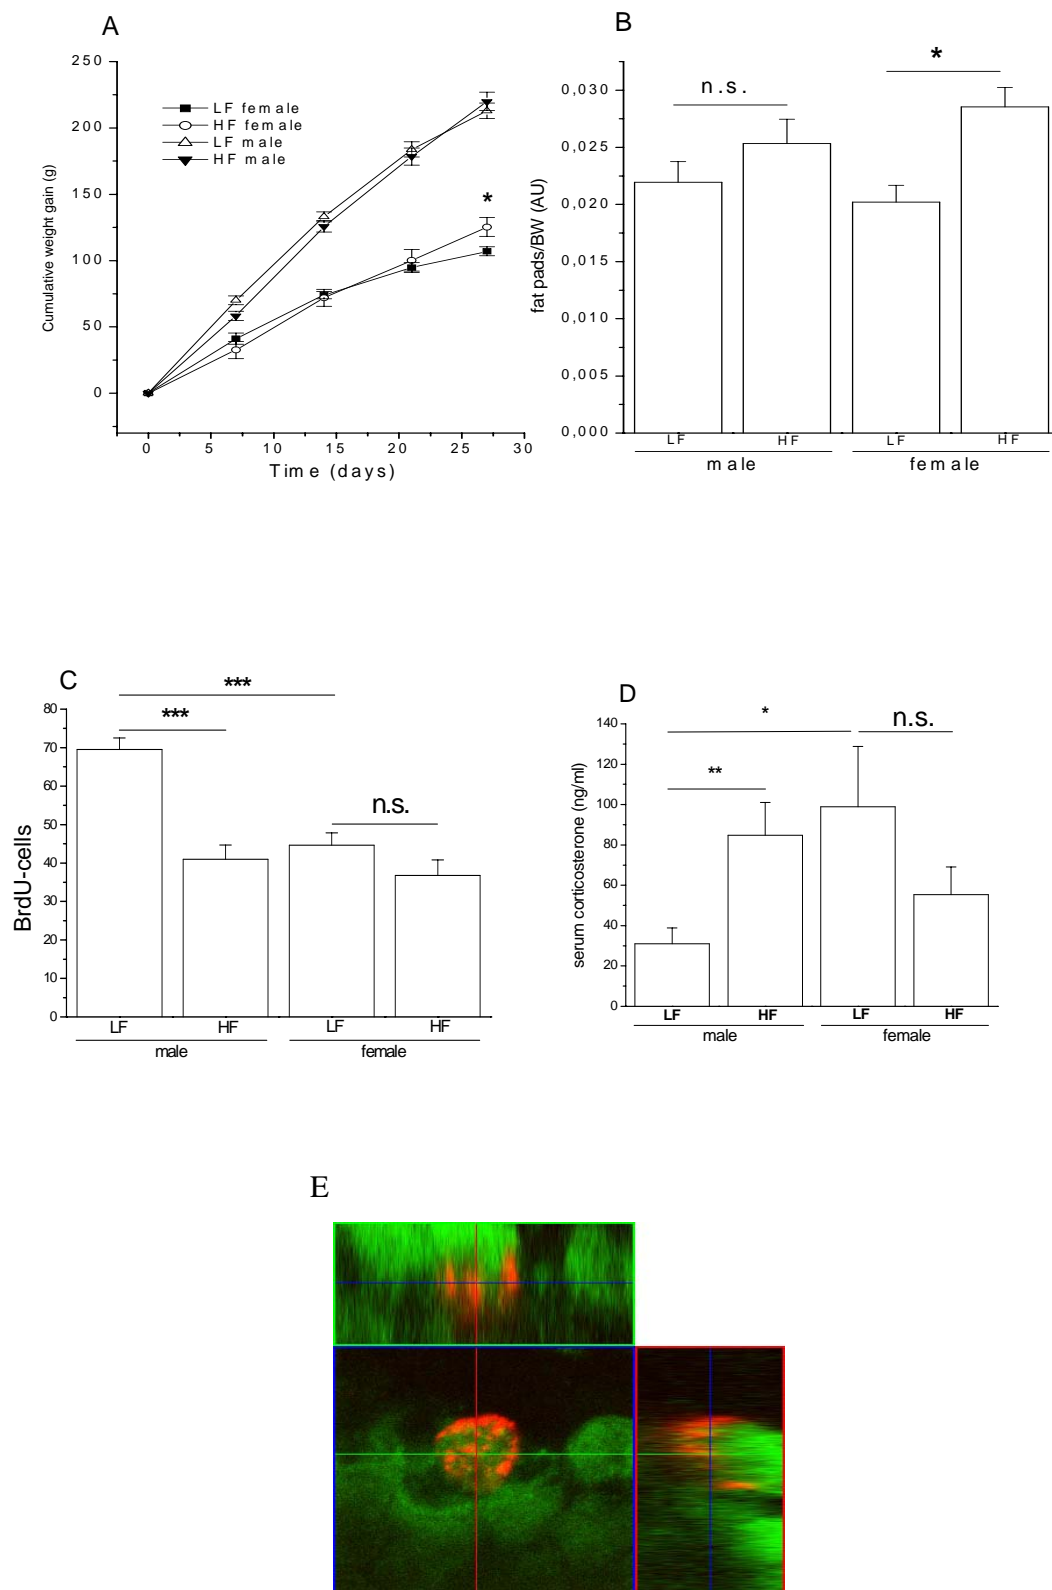 A
250
200
150
100
50
0
Cumulative weight gain (g)
LF female
HF female
LF male
HF male
*
0 5 10 15 20 25 30
Time (days)
B
0,030
0,025
0,020
0,015
0,010
0,005
0,000
fat pads/BW (AU)
n.s.
*
LF HF LF HF
male female
C
80
70
60
50
40
30
20
10
0
BrdU-cells
***
***
n.s.
LF HF LF HF
male female
D
140
120
100
80
60
40
20
0
serum corticosterone (ng/ml)
*
n.s.
**
LF HF LF HF
male female
E